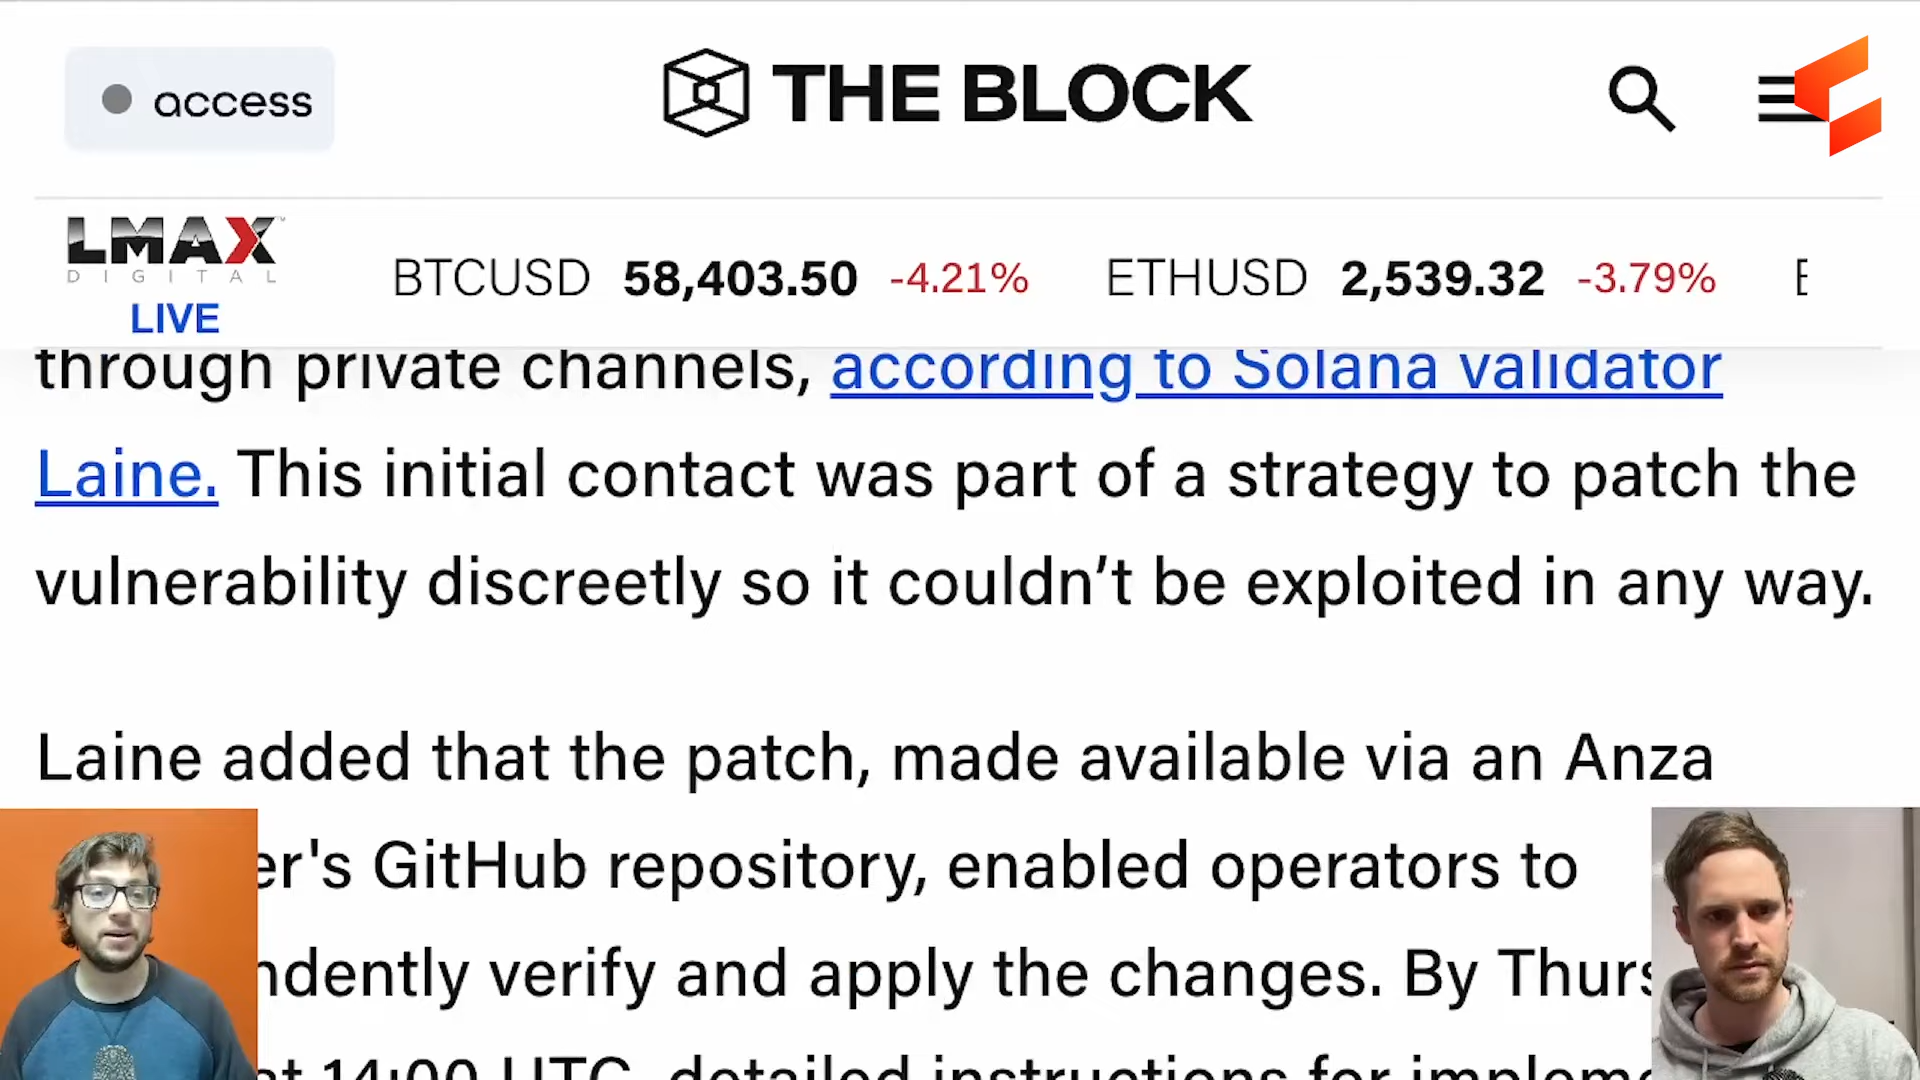 access
THE BLOCK
LMAX
DIGITAL
LIVE
BTCUSD 58,403.50 -4.21% ETHUSD 2,539.32 -3.79%
through private channels, according to Solana validator
Laine. This initial contact was part of a strategy to patch the
vulnerability discreetly so it couldn’t be exploited in any way.
Laine added that the patch, made available via an Anza
er's GitHub repository, enabled operators to
ndently verify and apply the changes. By Thurs
at 14:00 UTC, detailed instructions for impleme